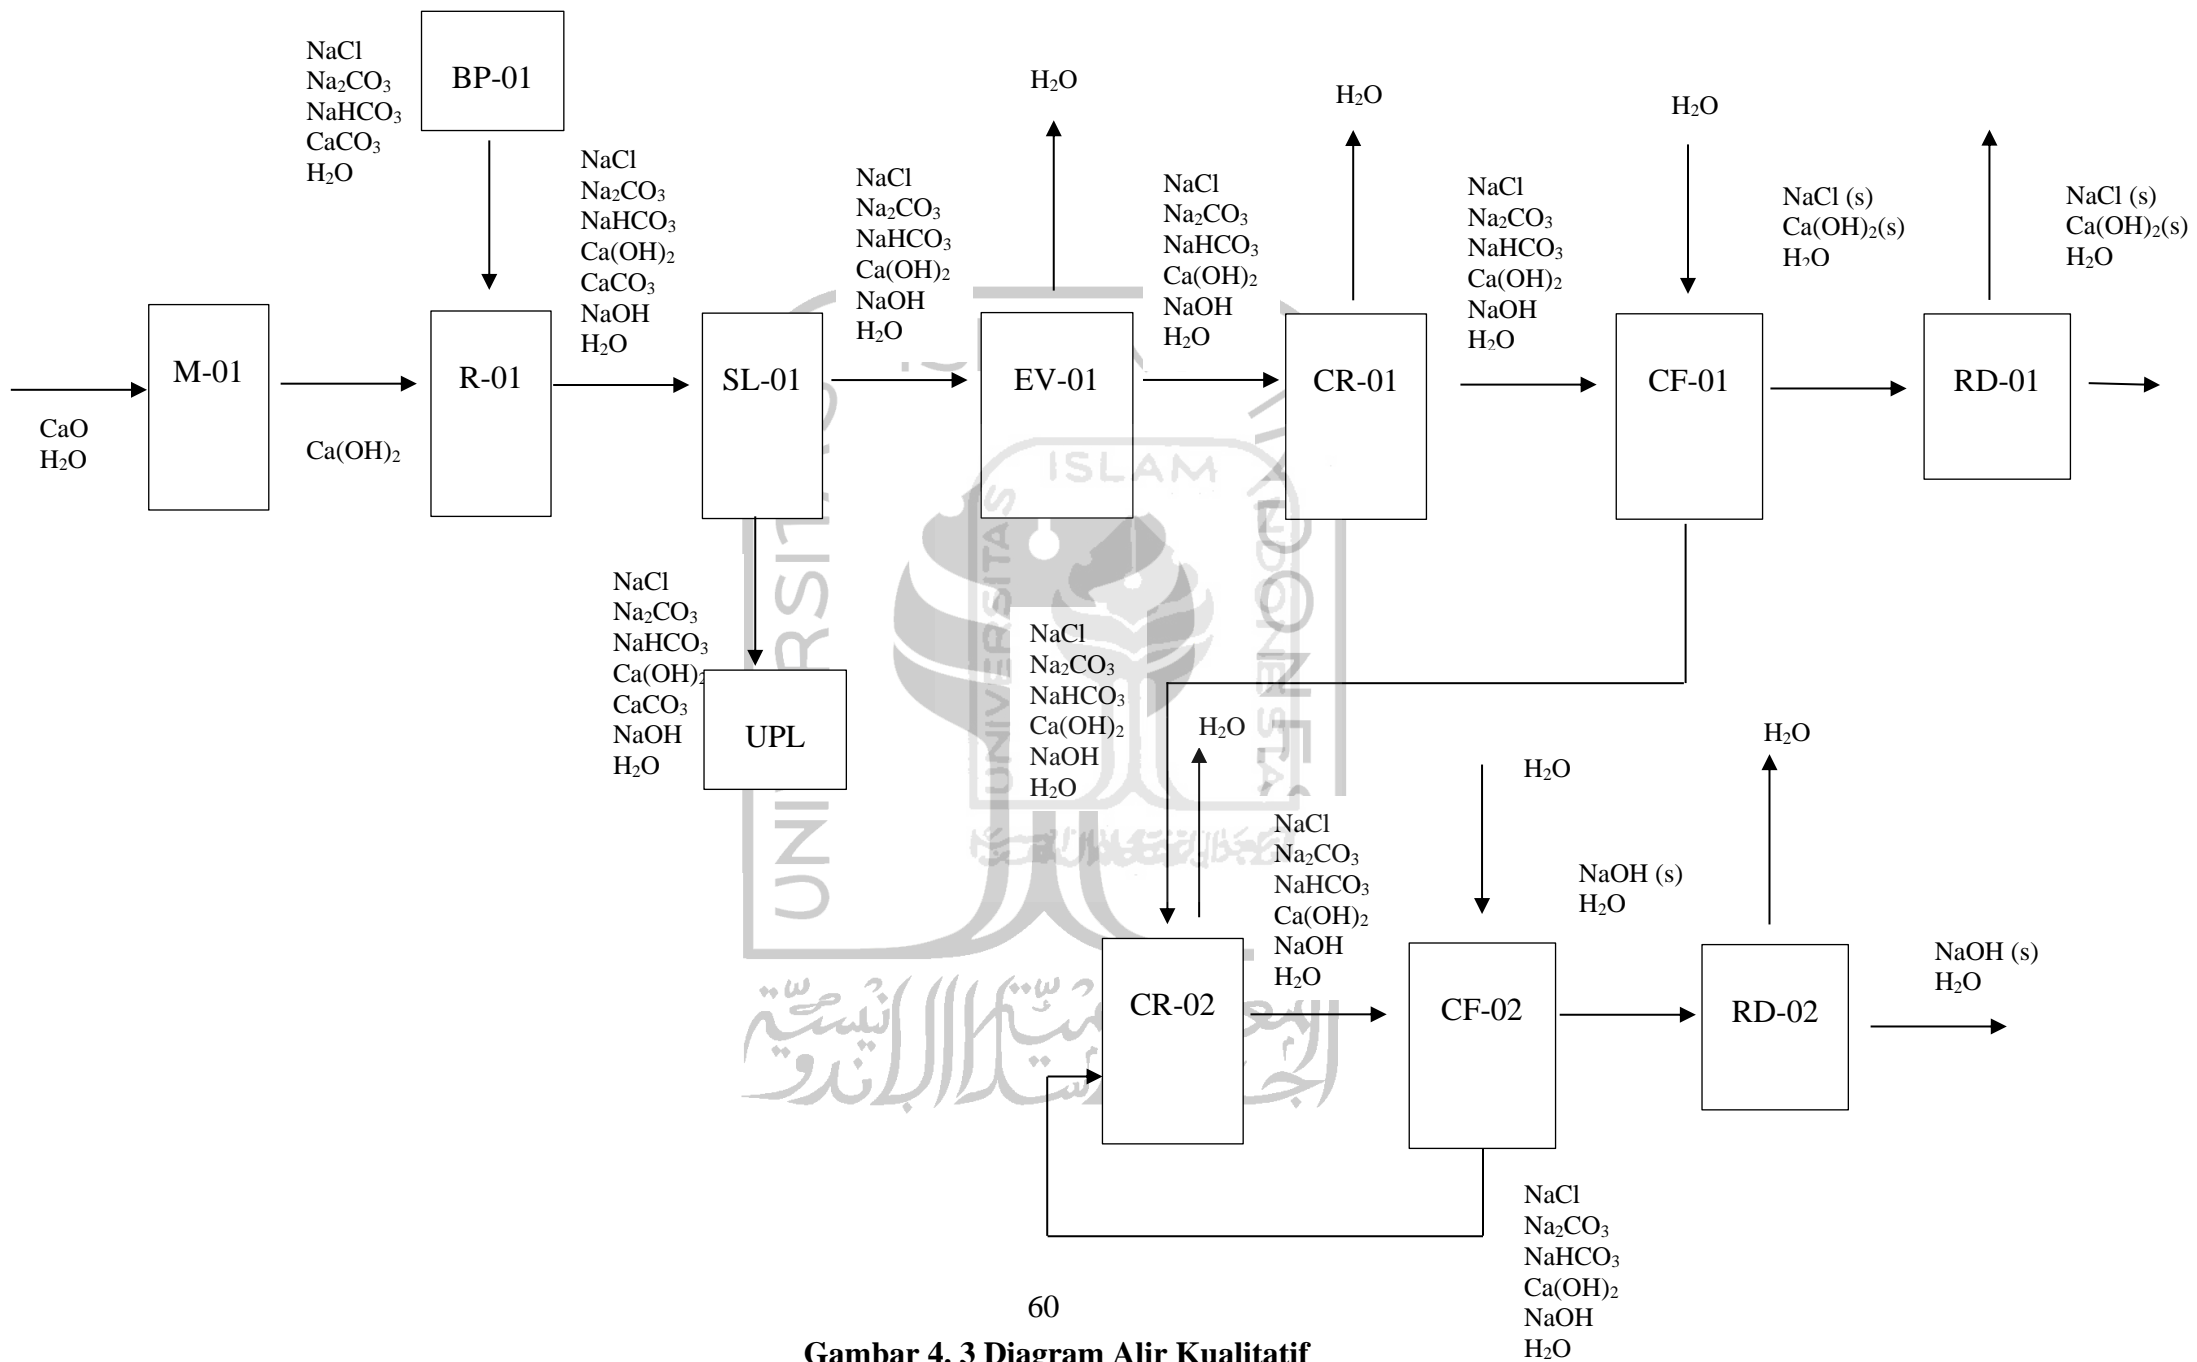 NaCl
Na₂CO₃
NaHCO₃
CaCO₃
H₂O
BP-01
NaCl
Na₂CO₃
NaHCO₃
Ca(OH)₂
CaCO₃
NaOH
H₂O
NaCl
Na₂CO₃
NaHCO₃
Ca(OH)₂
NaOH
H₂O
H₂O
NaCl
Na₂CO₃
NaHCO₃
Ca(OH)₂
NaOH
H₂O
H₂O
NaCl
Na₂CO₃
NaHCO₃
Ca(OH)₂
NaOH
H₂O
H₂O
NaCl (s)
Ca(OH)₂(s)
H₂O
NaCl (s)
Ca(OH)₂(s)
H₂O
CaO
H₂O
M-01
Ca(OH)₂
R-01
SL-01
EV-01
CR-01
CF-01
RD-01
NaCl
Na₂CO₃
NaHCO₃
Ca(OH)₂
CaCO₃
NaOH
H₂O
UPL
NaCl
Na₂CO₃
NaHCO₃
Ca(OH)₂
NaOH
H₂O
H₂O
NaCl
Na₂CO₃
NaHCO₃
Ca(OH)₂
NaOH
H₂O
H₂O
NaOH (s)
H₂O
H₂O
NaOH (s)
H₂O
CR-02
CF-02
RD-02
NaCl
Na₂CO₃
NaHCO₃
Ca(OH)₂
NaOH
H₂O
ISLAM
UNIVERSITAS
INDONESIA
60
Gambar 4. 3 Diagram Alir Kualitatif